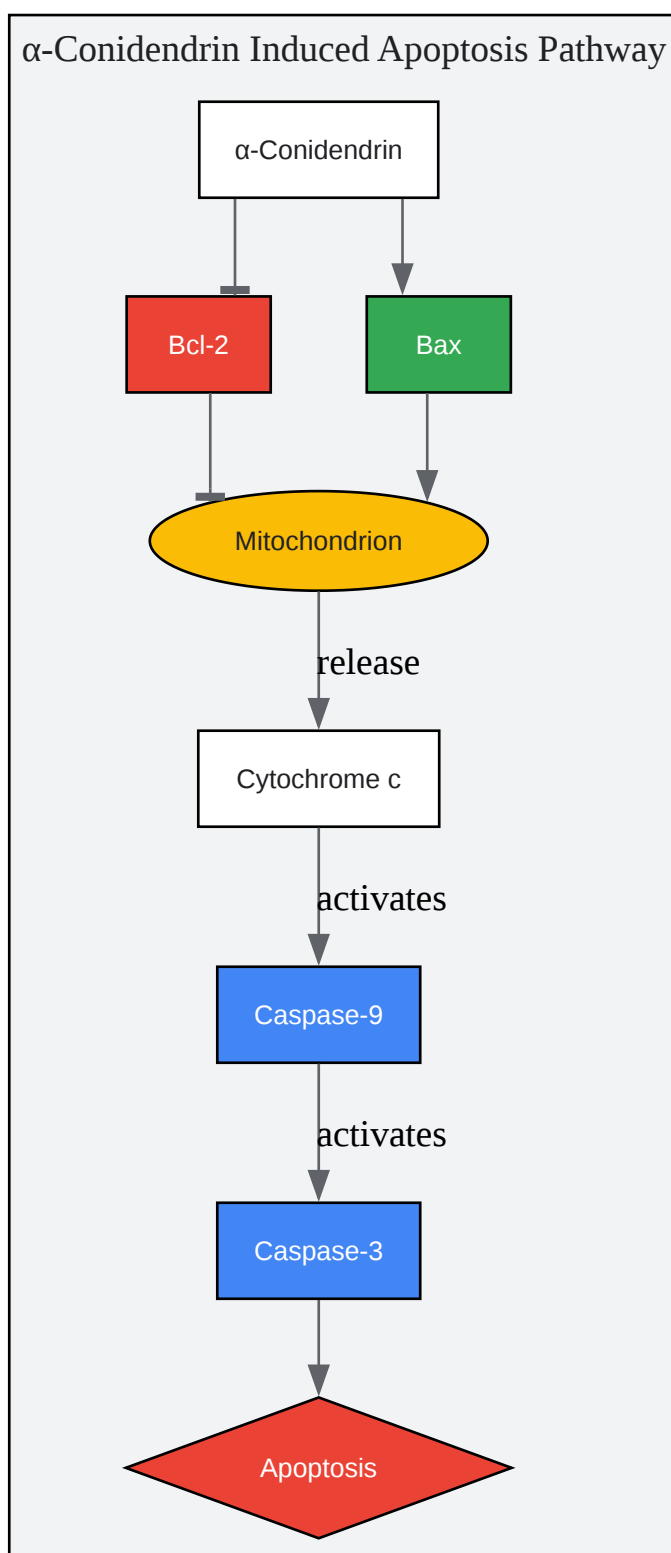 α-Conidendrin Induced Apoptosis Pathway
α-Conidendrin
Bcl-2
Bax
Mitochondrion
release
Cytochrome c
activates
Caspase-9
activates
Caspase-3
Apoptosis